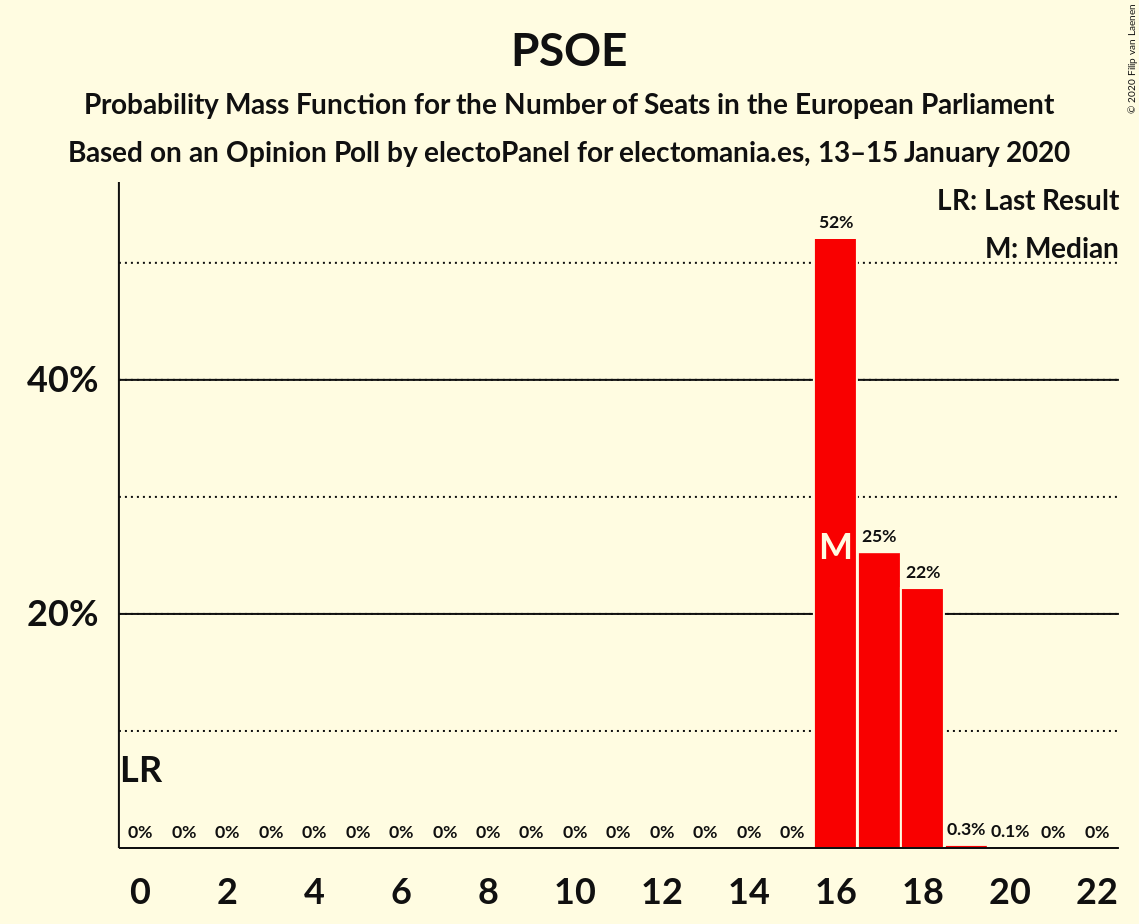 PSOE
Probability Mass Function for the Number of Seats in the European Parliament
Based on an Opinion Poll by electoPanel for electomania.es, 13–15 January 2020
© 2020 Filip van Laenen
LR: Last Result
M: Median
52%
40%
M
25%
22%
20%
LR
0% 0% 0% 0% 0% 0% 0% 0% 0% 0% 0% 0% 0% 0% 0% 0% 0.3% 0.1% 0% 0%
0 2 4 6 8 10 12 14 16 18 20 22